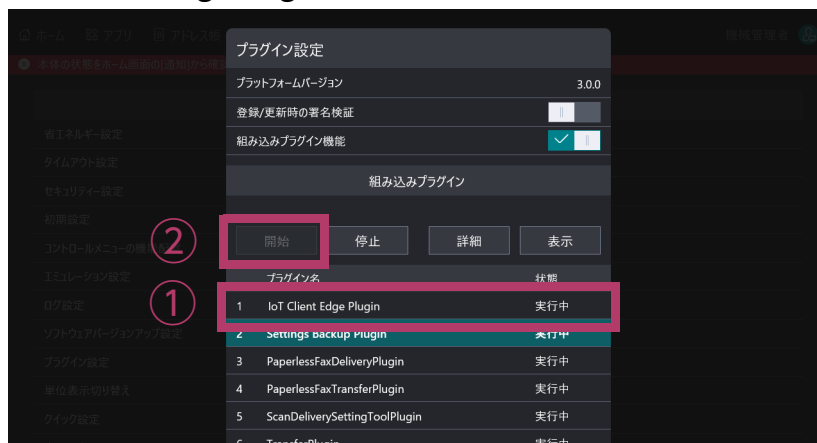 ホーム アプリ アドレス帳 機械管理者
本体の状態をホーム画面の[通知]から確認
プラグイン設定
プラットフォームバージョン 3.0.0
登録/更新時の署名検証
組み込みプラグイン機能
組み込みプラグイン
開始 停止 詳細 表示
プラグイン名 状態
1 IoT Client Edge Plugin 実行中
2 Settings Backup Plugin 実行中
3 PaperlessFaxDeliveryPlugin 実行中
4 PaperlessFaxTransferPlugin 実行中
5 ScanDeliverySettingToolPlugin 実行中
6 TransferPlugin 実行中
省エネルギー設定
タイムアウト設定
セキュリティー設定
初期設定
コントロールメニューの機能配
エミュレーション設定
ログ設定
ソフトウェアバージョンアップ設定
プラグイン設定
単位表示切り替え
クイック設定
②
①